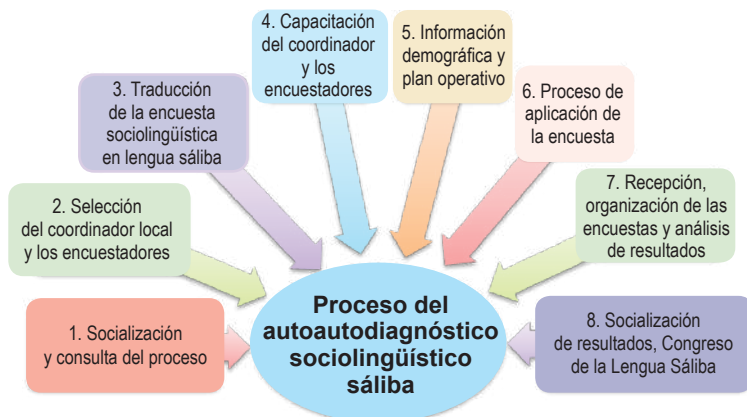 1. Socialización
y consulta del proceso
2. Selección
del coordinador local
y los encuestadores
3. Traducción
de la encuesta
sociolingüística
en lengua sáliba
4. Capacitación
del coordinador
y los
encuestadores
5. Información
demográfica y
plan operativo
6. Proceso de
aplicación de
la encuesta
7. Recepción,
organización de las
encuestas y análisis
de resultados
8. Socialización
de resultados, Congreso
de la Lengua Sáliba
Proceso del
autoautodiagnóstico
sociolingüístico
sáliba